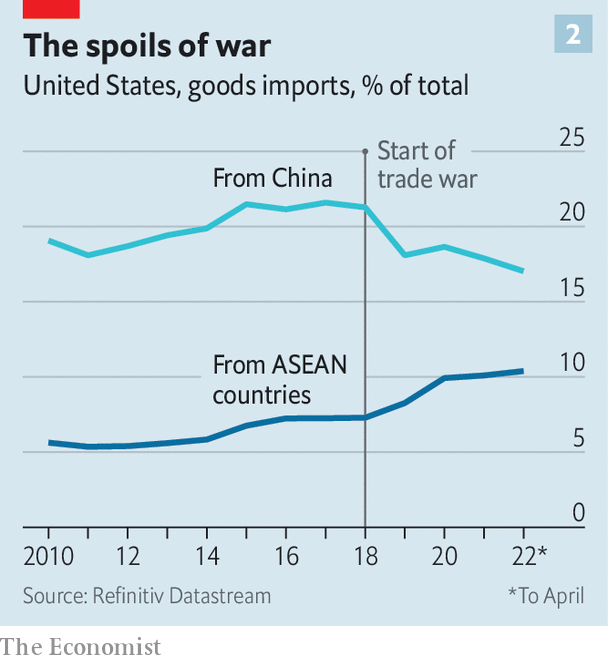 The spoils of war
2
United States, goods imports, % of total
25
Start of
trade war
From China
20
15
From ASEAN
countries
10
5
0
2010 12 14 16 18 20 22*
Source: Refinitiv Datastream
*To April
The Economist